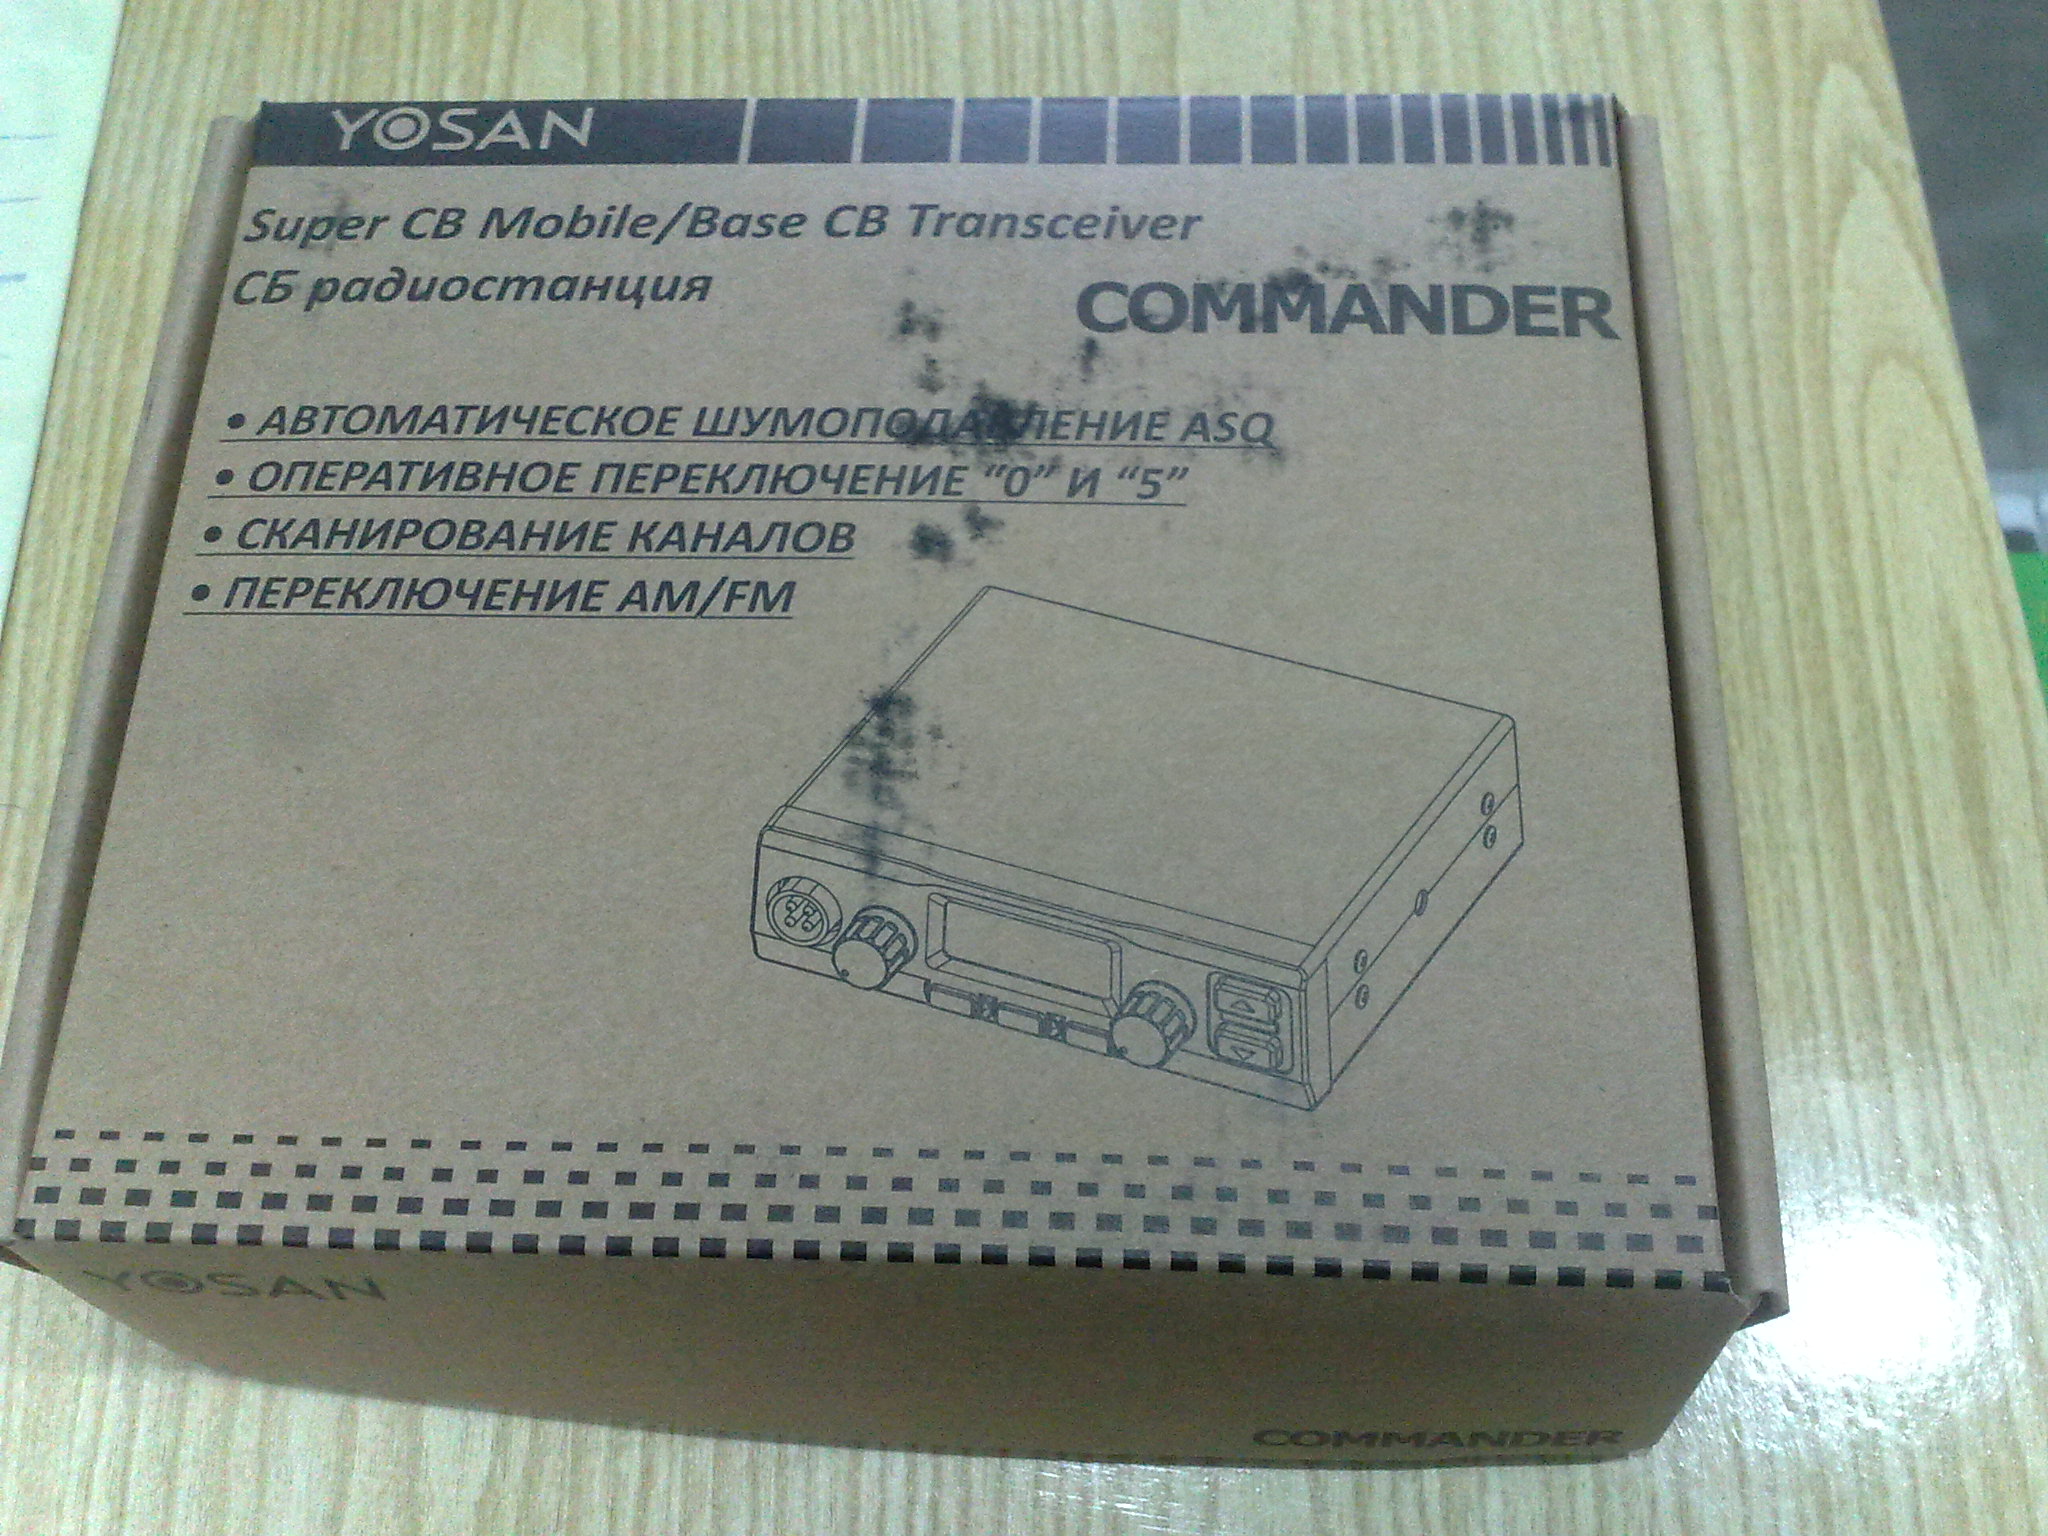 YOSAN
Super CB Mobile/Base CB Transceiver
СБ радиостанция
COMMANDER
• АВТОМАТИЧЕСКОЕ ШУМОПОДАВЛЕНИЕ ASQ
• ОПЕРАТИВНОЕ ПЕРЕКЛЮЧЕНИЕ “0” И “5”
• СКАНИРОВАНИЕ КАНАЛОВ
• ПЕРЕКЛЮЧЕНИЕ AM/FM
YOSAN
COMMANDER